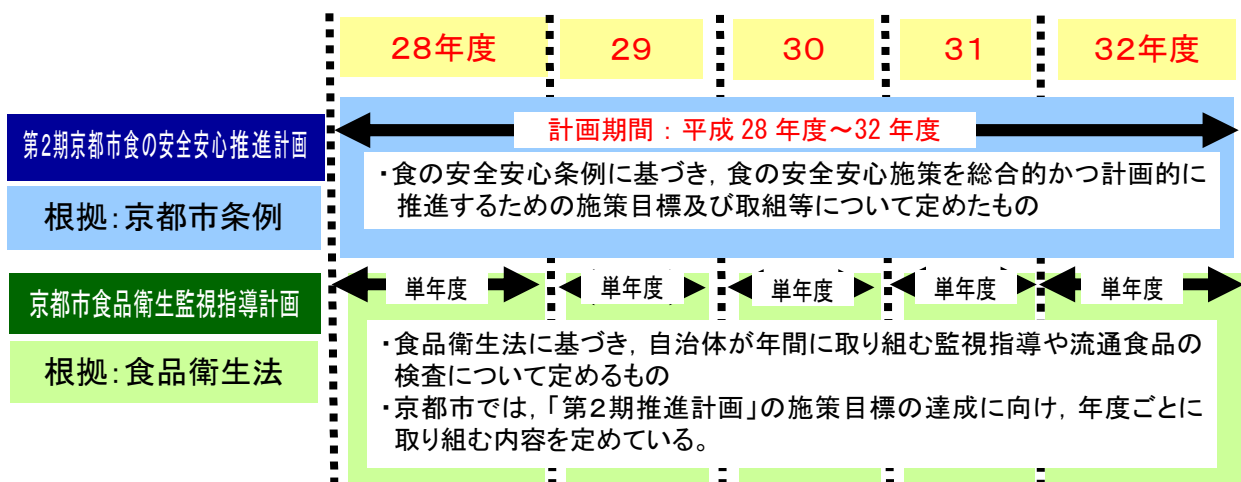 28年度 29 30 31 32年度
第2期京都市食の安全安心推進計画
根拠:京都市条例
計画期間:平成 28 年度～32 年度
・食の安全安心条例に基づき,食の安全安心施策を総合的かつ計画的に
推進するための施策目標及び取組等について定めたもの
京都市食品衛生監視指導計画
根拠:食品衛生法
単年度 単年度 単年度 単年度 単年度
・食品衛生法に基づき,自治体が年間に取り組む監視指導や流通食品の
検査について定めるもの
・京都市では,「第2期推進計画」の施策目標の達成に向け,年度ごとに
取り組む内容を定めている。